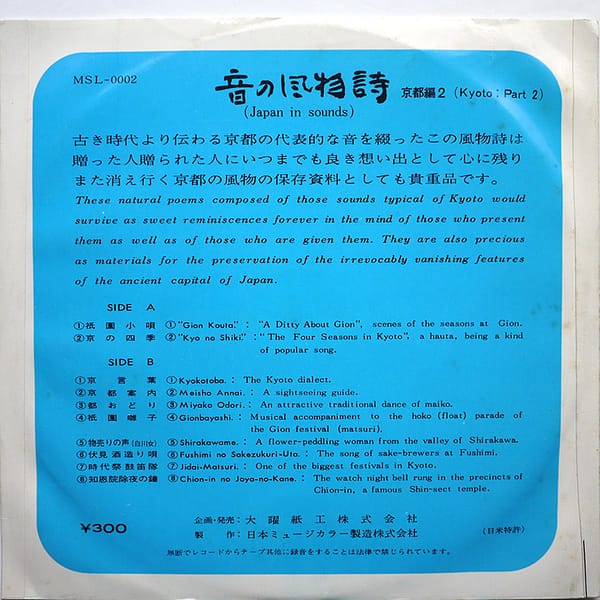 MSL-0002
音の風物詩 京都編2 (Kyoto: Part 2)
(Japan in sounds)
古き時代より伝わる京都の代表的な音を綴ったこの風物詩は
贈った人贈られた人にいつまでも良き想い出として心に残り
また消え行く京都の風物の保存資料としても貴重品です。
These natural poems composed of those sounds typical of Kyoto would
survive as sweet reminiscences forever in the mind of those who present
them as well as of those who are given them. They are also precious
as materials for the preservation of the irrevocably vanishing features
of the ancient capital of Japan.
SIDE A
①祇園小唄 ①"Gion Kouta." : "A Ditty About Gion", scenes of the seasons at Gion.
②京の四季 ②"Kyo no Shiki" : "The Four Seasons in Kyoto", a hauta, being a kind
of popular song.
SIDE B
①京言葉 ①Kyokotoba. : The Kyoto dialect.
②京都案内 ②Meisho Annai. : A sightseeing guide.
③都おどり ③Miyako Odori. : An attractive traditional dance of maiko.
④祇園囃子 ④Gionbayashi. : Musical accompaniment to the hoko (float) parade of
the Gion festival (matsuri).
⑤物売りの声(白川女) ⑤Shirakawame. : A flower-peddling woman from the valley of Shirakawa.
⑥伏見酒造り唄 ⑥Fushimi no Sakezukuri-Uta. : The song of sake-brewers at Fushimi.
⑦時代祭鼓笛隊 ⑦Jidai-Matsuri. : One of the biggest festivals in Kyoto.
⑧知恩院除夜の鐘 ⑧Chion-in no Joya-no-Kane. : The watch night bell rung in the precincts of
Chion-in, a famous Shin-sect temple.
¥300
企画・発売：大曜紙工株式会社
製作：日本ミュージカラー製造株式会社
(日米特許)
無断でレコードからテープ其他に録音をすることは法律で禁じられています。